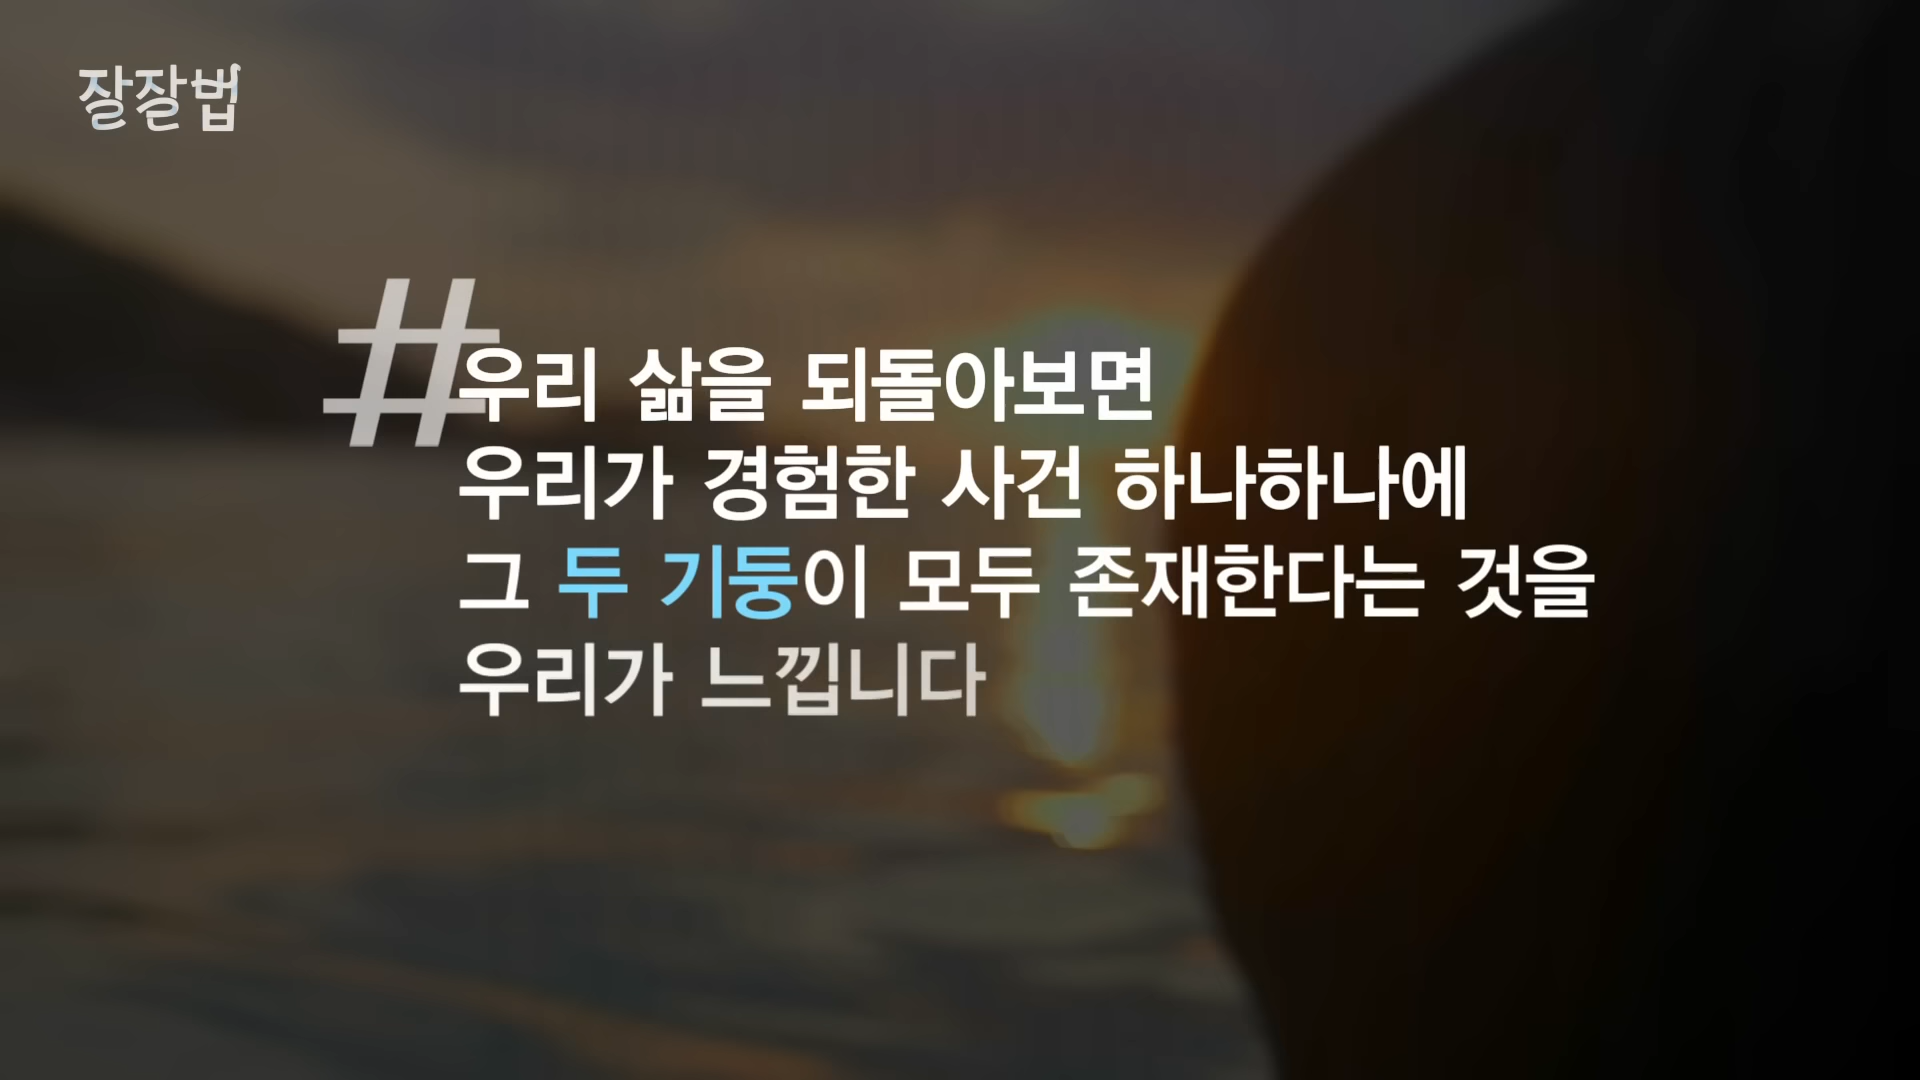 잘잘법
#
우리 삶을 되돌아보면
우리가 경험한 사건 하나하나에
그 두 기둥이 모두 존재한다는 것을
우리가 느낍니다